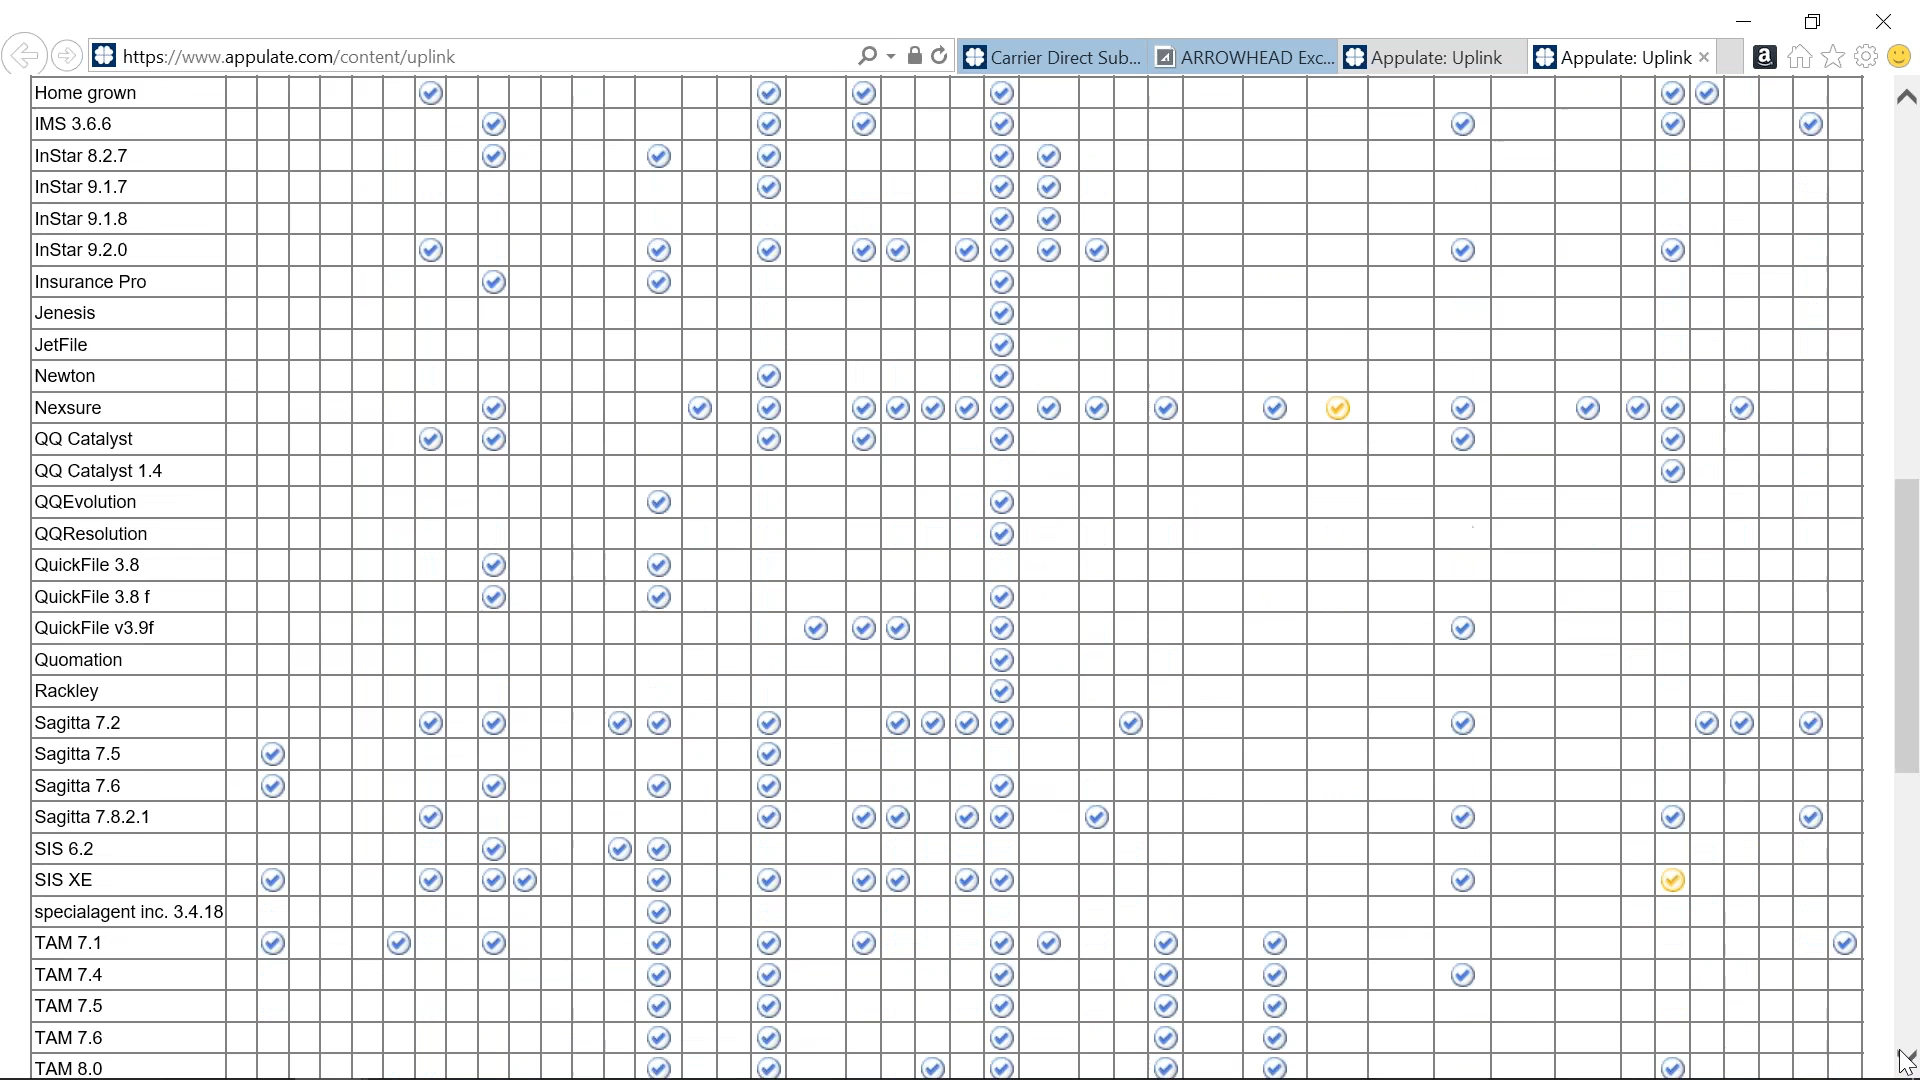 https://www.appulate.com/content/uplink
Carrier Direct Sub...
ARROWHEAD Exc...
Appulate: Uplink
Appulate: Uplink
Home grown
IMS 3.6.6
InStar 8.2.7
InStar 9.1.7
InStar 9.1.8
InStar 9.2.0
Insurance Pro
Jenesis
JetFile
Newton
Nexsure
QQ Catalyst
QQ Catalyst 1.4
QQEvolution
QQResolution
QuickFile 3.8
QuickFile 3.8 f
QuickFile v3.9f
Quomation
Rackley
Sagitta 7.2
Sagitta 7.5
Sagitta 7.6
Sagitta 7.8.2.1
SIS 6.2
SIS XE
specialagent inc. 3.4.18
TAM 7.1
TAM 7.4
TAM 7.5
TAM 7.6
TAM 8.0